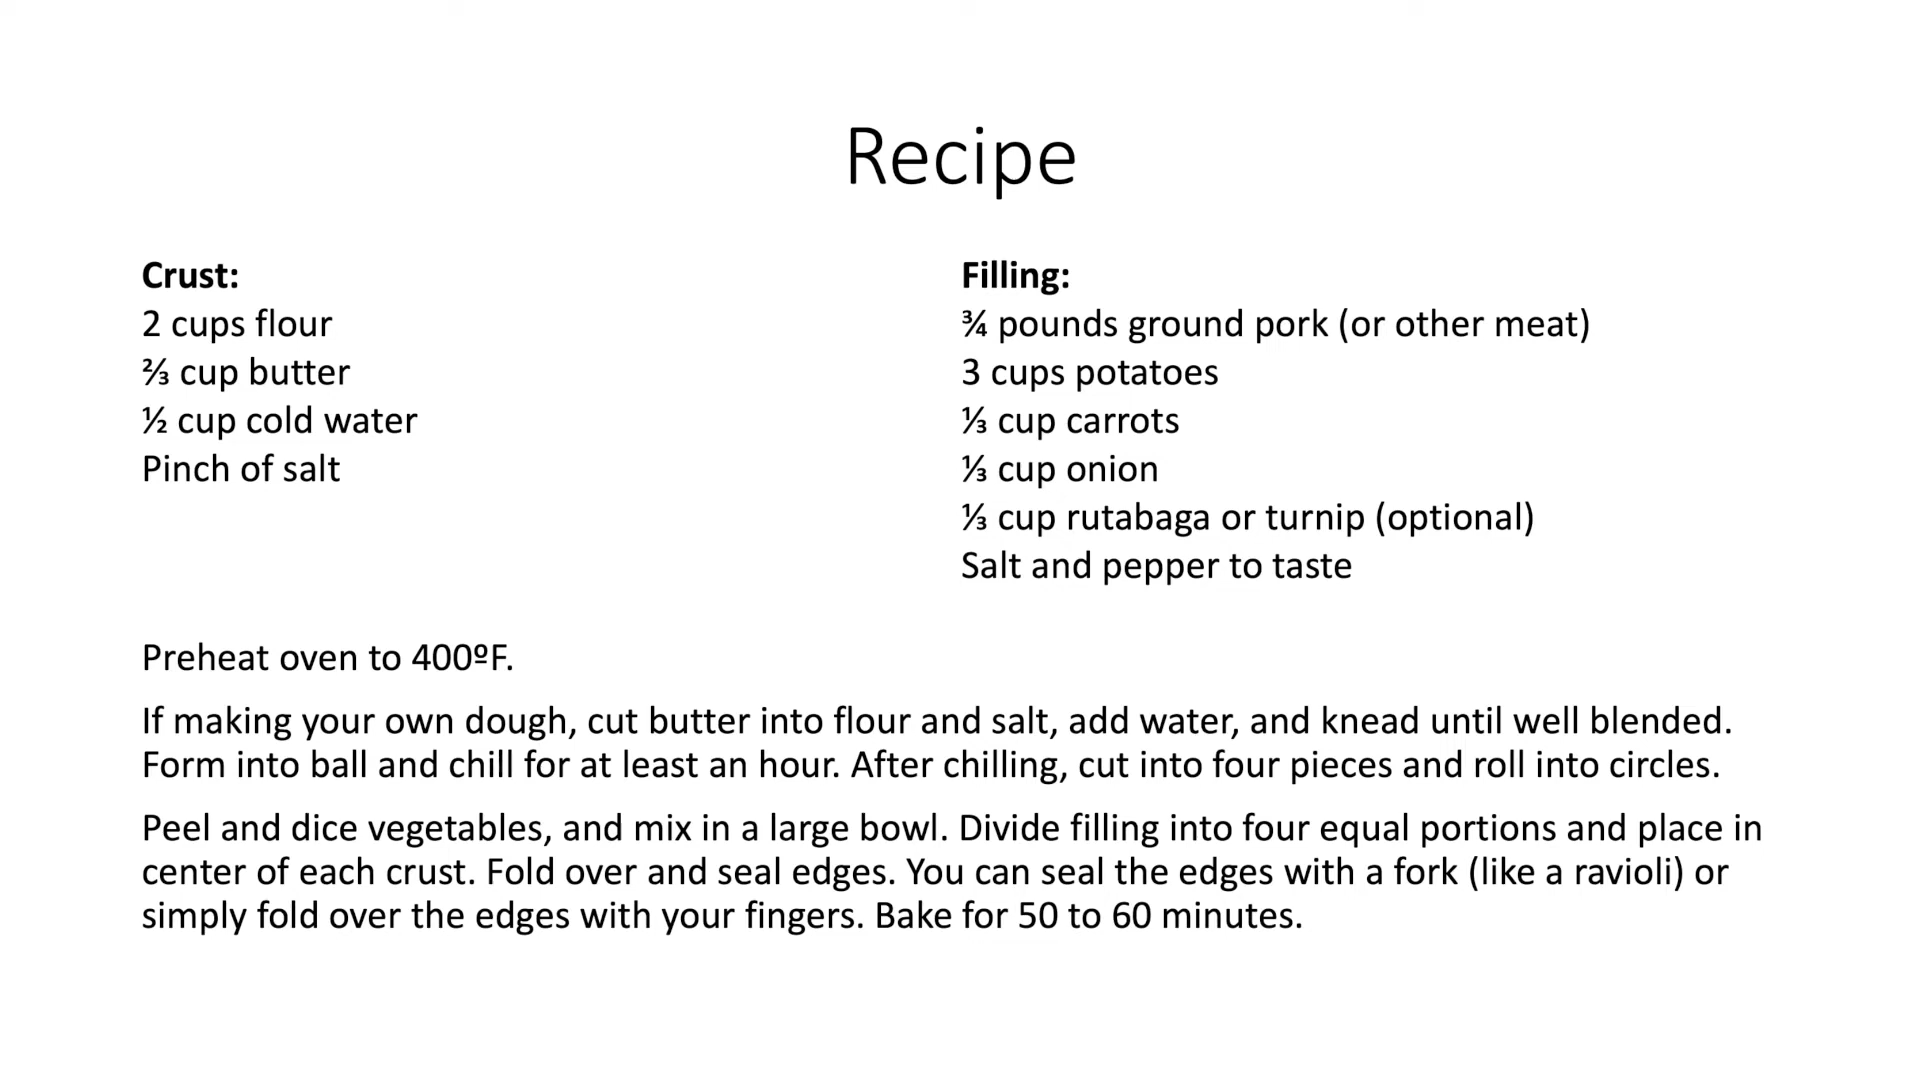 Recipe
Crust:
2 cups flour
⅔ cup butter
½ cup cold water
Pinch of salt
Filling:
¾ pounds ground pork (or other meat)
3 cups potatoes
⅓ cup carrots
⅓ cup onion
⅓ cup rutabaga or turnip (optional)
Salt and pepper to taste
Preheat oven to 400ºF.
If making your own dough, cut butter into flour and salt, add water, and knead until well blended.
Form into ball and chill for at least an hour. After chilling, cut into four pieces and roll into circles.
Peel and dice vegetables, and mix in a large bowl. Divide filling into four equal portions and place in
center of each crust. Fold over and seal edges. You can seal the edges with a fork (like a ravioli) or
simply fold over the edges with your fingers. Bake for 50 to 60 minutes.